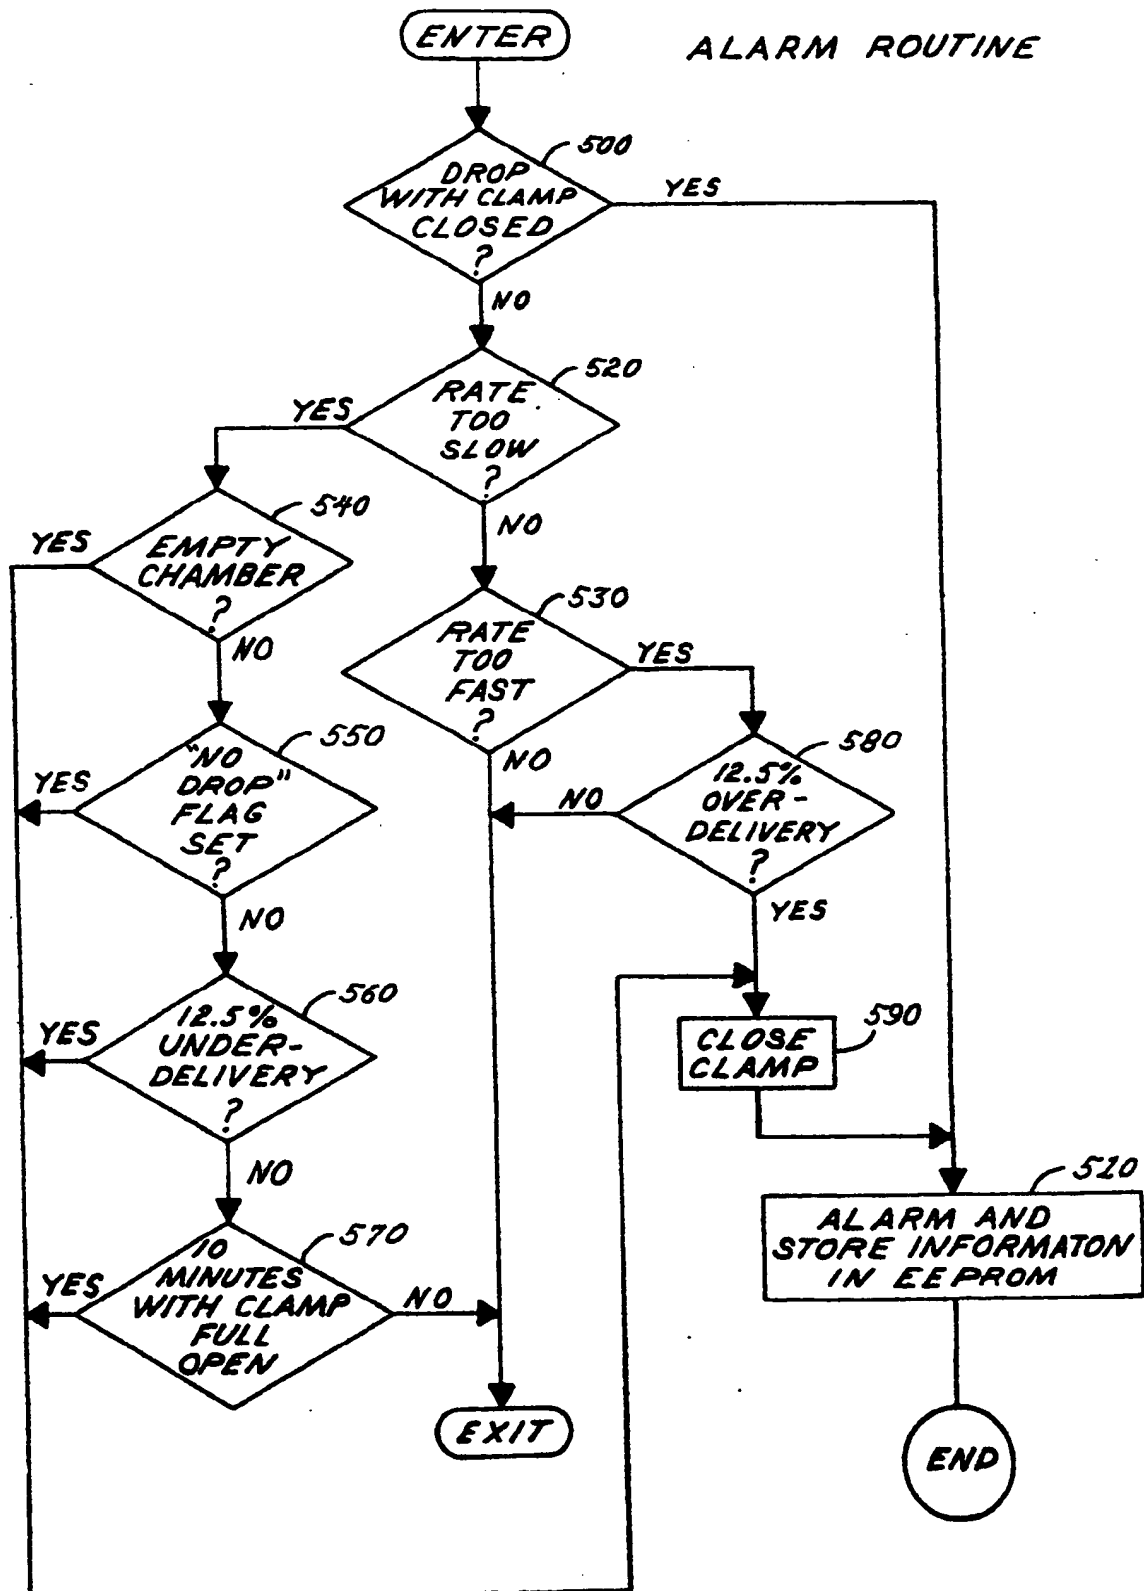 ENTER
ALARM ROUTINE
500
DROP
WITH CLAMP
CLOSED
?
YES
NO
520
RATE
TOO
SLOW
?
YES
NO
540
EMPTY
CHAMBER
?
YES
NO
530
RATE
TOO
FAST
?
YES
NO
550
"NO
DROP"
FLAG
SET
?
YES
NO
580
12.5%
OVER-
DELIVERY
?
NO
YES
560
12.5%
UNDER-
DELIVERY
?
YES
NO
590
CLOSE
CLAMP
570
10
MINUTES
WITH CLAMP
FULL
OPEN
YES
NO
510
ALARM AND
STORE INFORMATON
IN EEPROM
EXIT
END